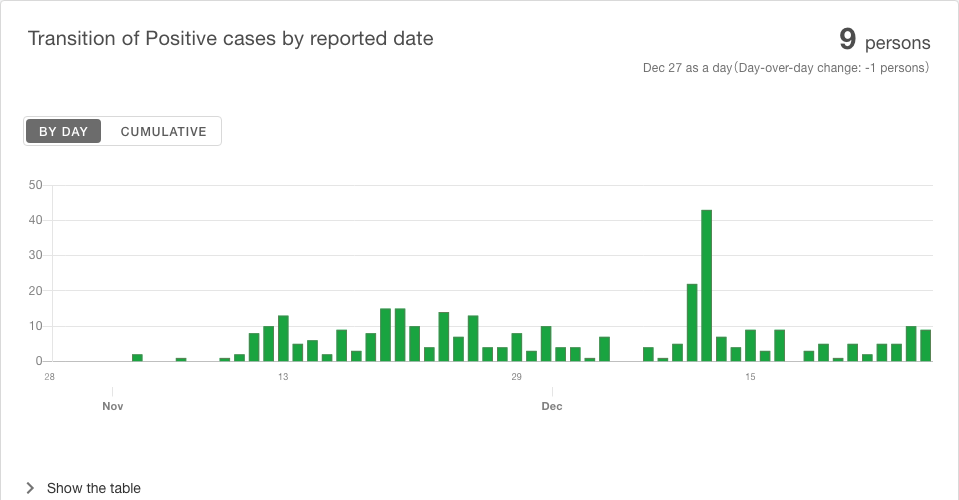 Transition of Positive cases by reported date
9 persons
Dec 27 as a day(Day-over-day change: -1 persons)
BY DAY CUMULATIVE
50
40
30
20
10
0
28 13 29 15
Nov Dec
Show the table